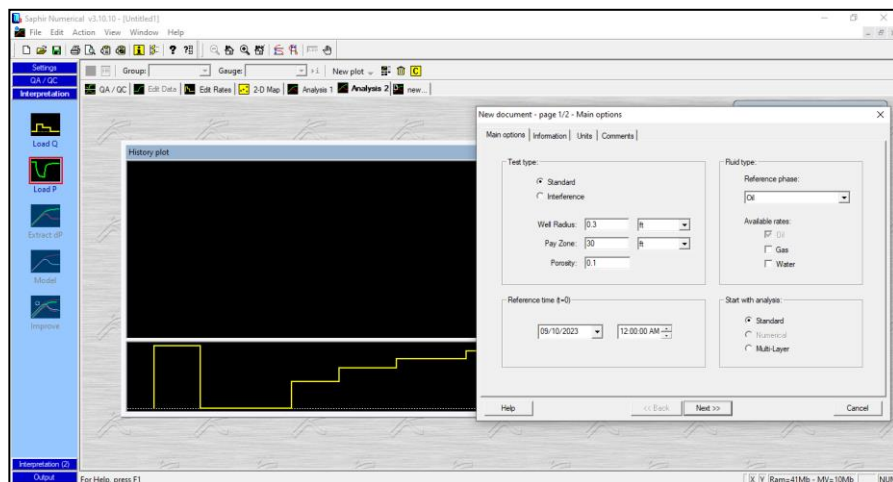 Saphir Numerical v3.10.10 - [Untitled1]
File Edit Action View Window Help
Settings
QA / QC
Interpretation
Load Q
Load P
Extract dP
Model
Improve
Interpretation (2)
Output
Group: Gauge: New plot
QA / QC Edit Data Edit Rates 2-D Map Analysis 1 Analysis 2 new...
History plot
New document - page 1/2 - Main options
Main options Information Units Comments
Test type:
Standard
Interference
Well Radius: 0.3 ft
Pay Zone: 30 ft
Porosity: 0.1
Fluid type:
Reference phase:
Oil
Available rates:
Oil
Gas
Water
Reference time (t=0)
09/10/2023 12:00:00 AM
Start with analysis:
Standard
Numerical
Multi-Layer
Help << Back Next >> Cancel
For Help, press F1
X Y Ram=41Mb - MV=10Mb NU